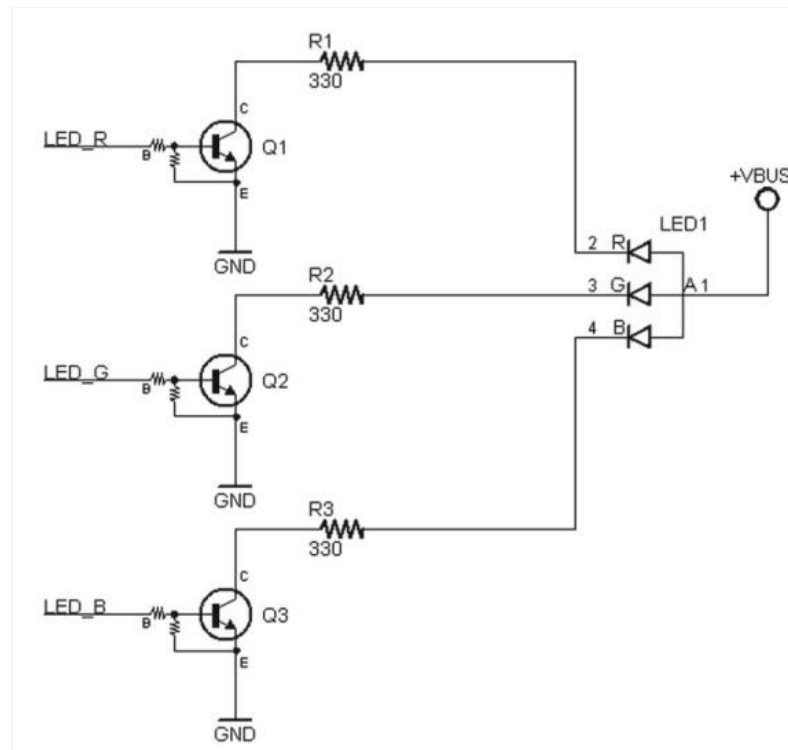 R1
330
C
LED_R
B
Q1
E
GND
+VBUS
LED1
2 R
3 G A1
4 B
R2
330
C
LED_G
B
Q2
E
GND
R3
330
C
LED_B
B
Q3
E
GND